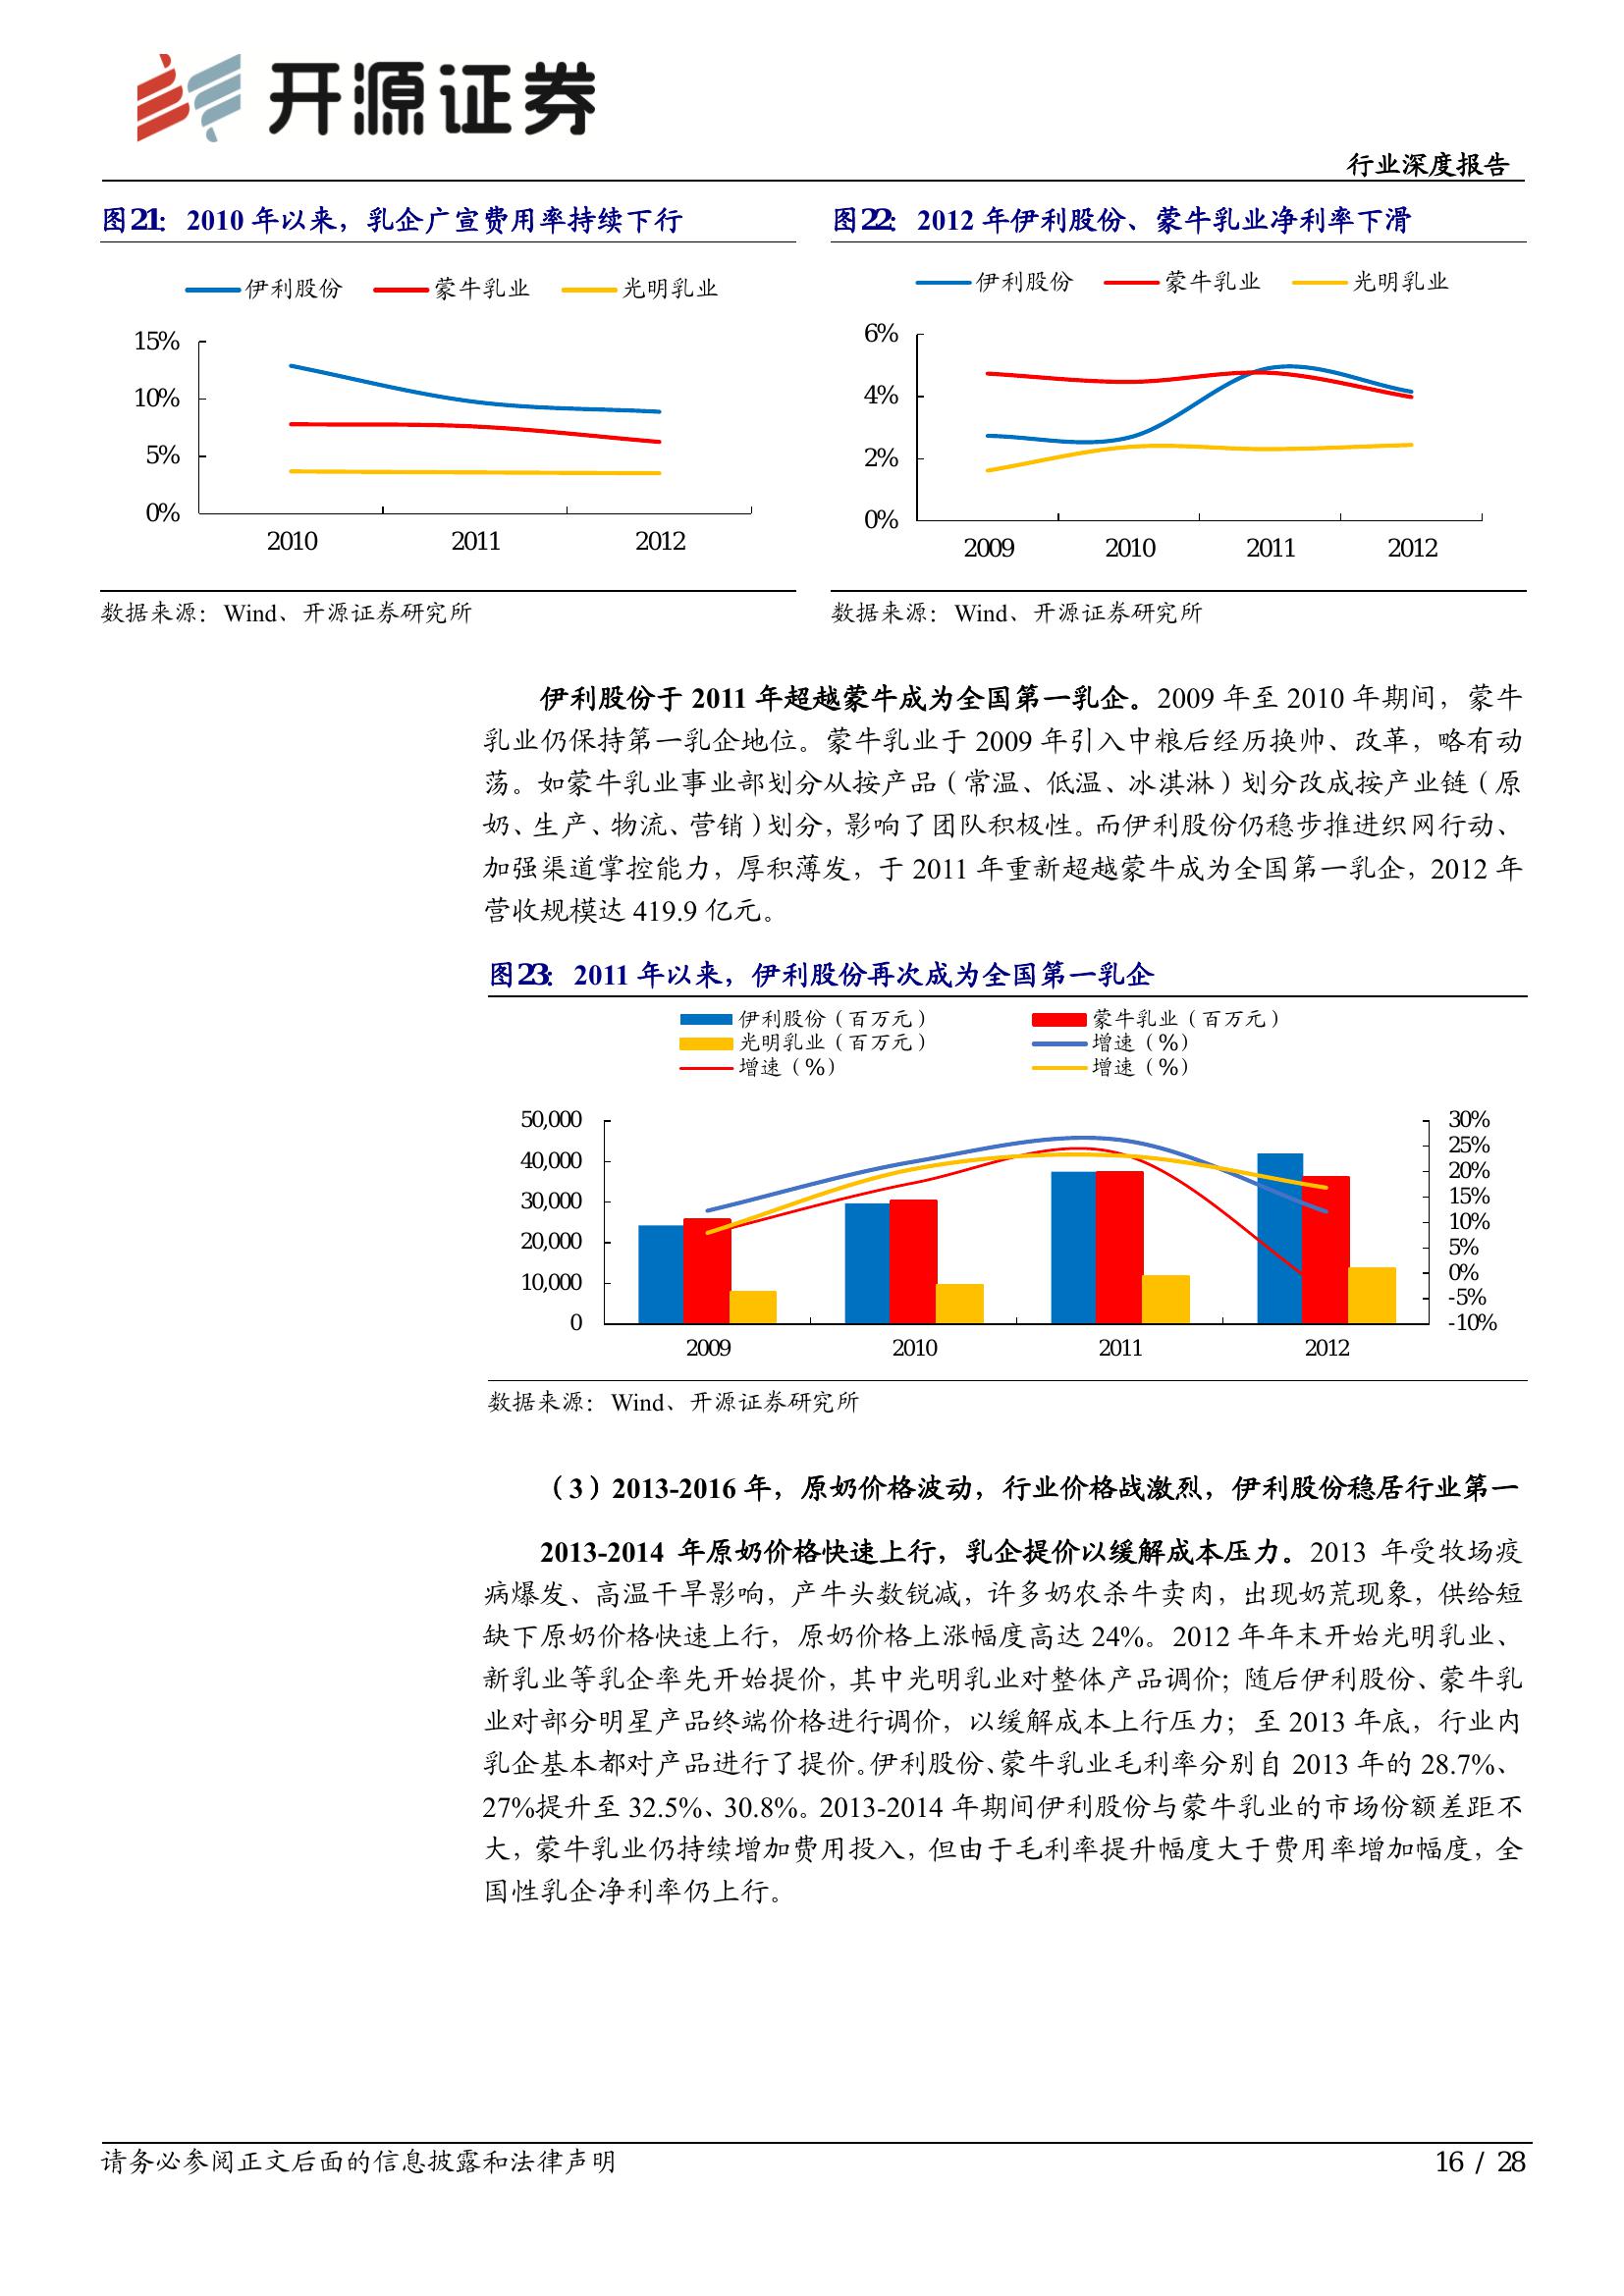 开源证券
行业深度报告
图21： 2010 年以来，乳企广宣费用率持续下行
伊利股份 蒙牛乳业 光明乳业
15%
10%
5%
0%
2010 2011 2012
数据来源：Wind、开源证券研究所
图22： 2012 年伊利股份、蒙牛乳业净利率下滑
伊利股份 蒙牛乳业 光明乳业
6%
4%
2%
0%
2009 2010 2011 2012
数据来源：Wind、开源证券研究所
伊利股份于 2011 年超越蒙牛成为全国第一乳企。2009 年至 2010 年期间，蒙牛
乳业仍保持第一乳企地位。蒙牛乳业于 2009 年引入中粮后经历换帅、改革，略有动
荡。如蒙牛乳业事业部划分从按产品（常温、低温、冰淇淋）划分改成按产业链（原
奶、生产、物流、营销）划分，影响了团队积极性。而伊利股份仍稳步推进织网行动、
加强渠道掌控能力，厚积薄发，于 2011 年重新超越蒙牛成为全国第一乳企，2012 年
营收规模达 419.9 亿元。
图23： 2011 年以来，伊利股份再次成为全国第一乳企
伊利股份（百万元） 蒙牛乳业（百万元）
光明乳业（百万元） 增速（%）
增速（%） 增速（%）
50,000
40,000
30,000
20,000
10,000
0
30%
25%
20%
15%
10%
5%
0%
-5%
-10%
2009 2010 2011 2012
数据来源：Wind、开源证券研究所
（3）2013-2016 年，原奶价格波动，行业价格战激烈，伊利股份稳居行业第一
2013-2014 年原奶价格快速上行，乳企提价以缓解成本压力。2013 年受牧场疫
病爆发、高温干旱影响，产牛头数锐减，许多奶农杀牛卖肉，出现奶荒现象，供给短
缺下原奶价格快速上行，原奶价格上涨幅度高达 24%。2012 年年末开始光明乳业、
新乳业等乳企率先开始提价，其中光明乳业对整体产品调价；随后伊利股份、蒙牛乳
业对部分明星产品终端价格进行调价，以缓解成本上行压力；至 2013 年底，行业内
乳企基本都对产品进行了提价。伊利股份、蒙牛乳业毛利率分别自 2013 年的 28.7%、
27%提升至 32.5%、30.8%。2013-2014 年期间伊利股份与蒙牛乳业的市场份额差距不
大，蒙牛乳业仍持续增加费用投入，但由于毛利率提升幅度大于费用率增加幅度，全
国性乳企净利率仍上行。
请务必参阅正文后面的信息披露和法律声明
16 / 28